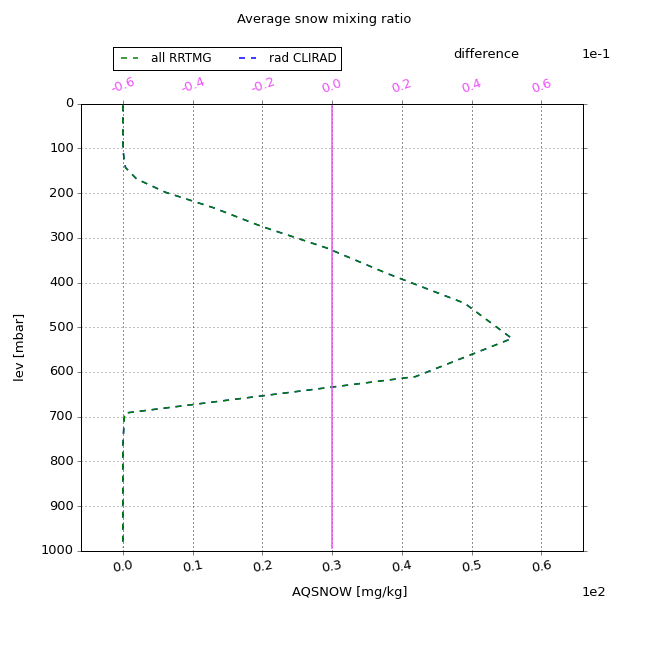 Average snow mixing ratio
all RRTMG rad CLIRAD difference 1e-1
-0.6 -0.4 -0.2 0.0 0.2 0.4 0.6
0
100
200
300
400
500
600
700
800
900
1000
lev [mbar]
0.0 0.1 0.2 0.3 0.4 0.5 0.6
AQSNOW [mg/kg] 1e2